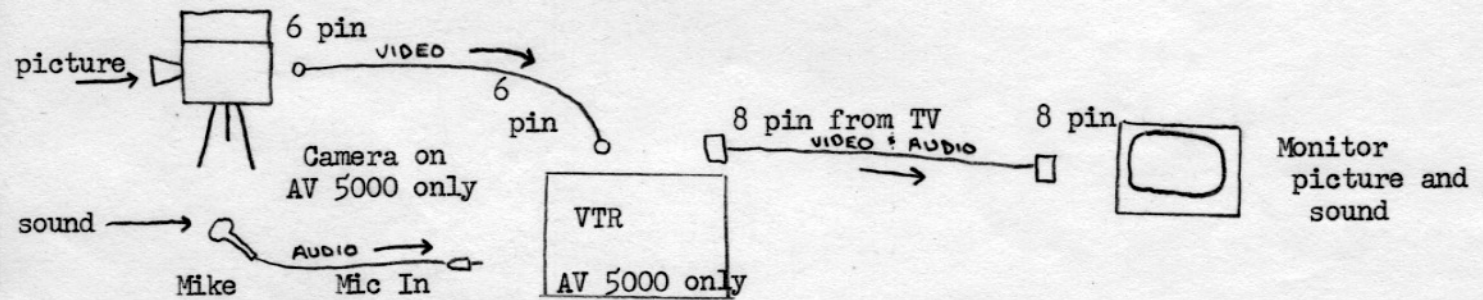 6 pin
VIDEO
picture
6
pin
8 pin from TV
VIDEO & AUDIO
8 pin
Monitor
picture and
sound
Camera on
AV 5000 only
sound
AUDIO
Mike
Mic In
VTR
AV 5000 only